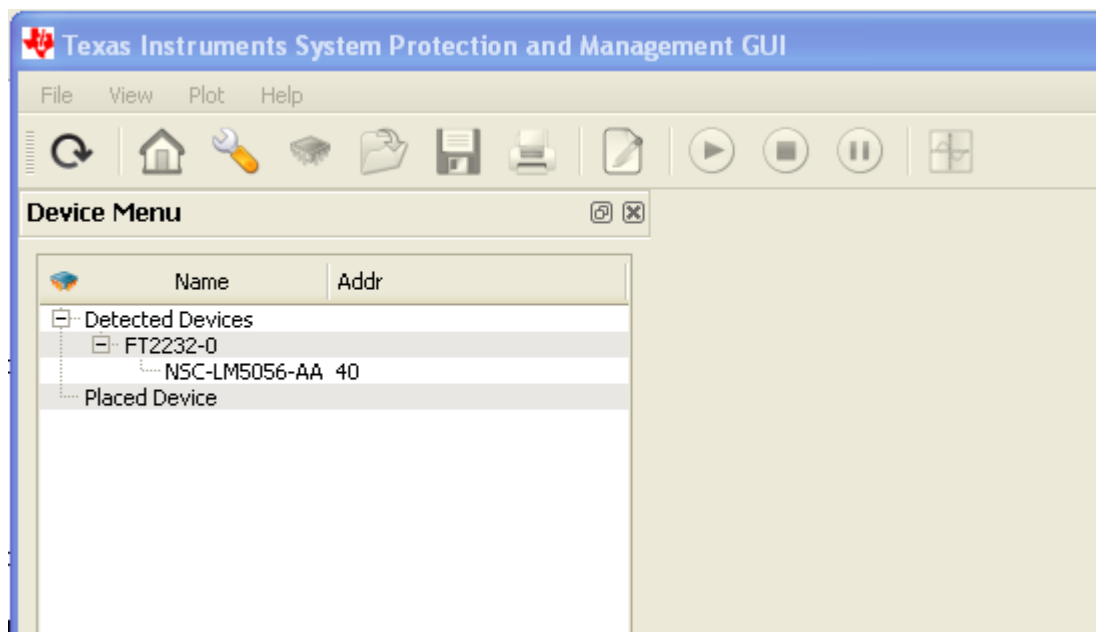 Texas Instruments System Protection and Management GUI
File View Plot Help
Device Menu
Name Addr
Detected Devices
FT2232-0
NSC-LM5056-AA 40
Placed Device